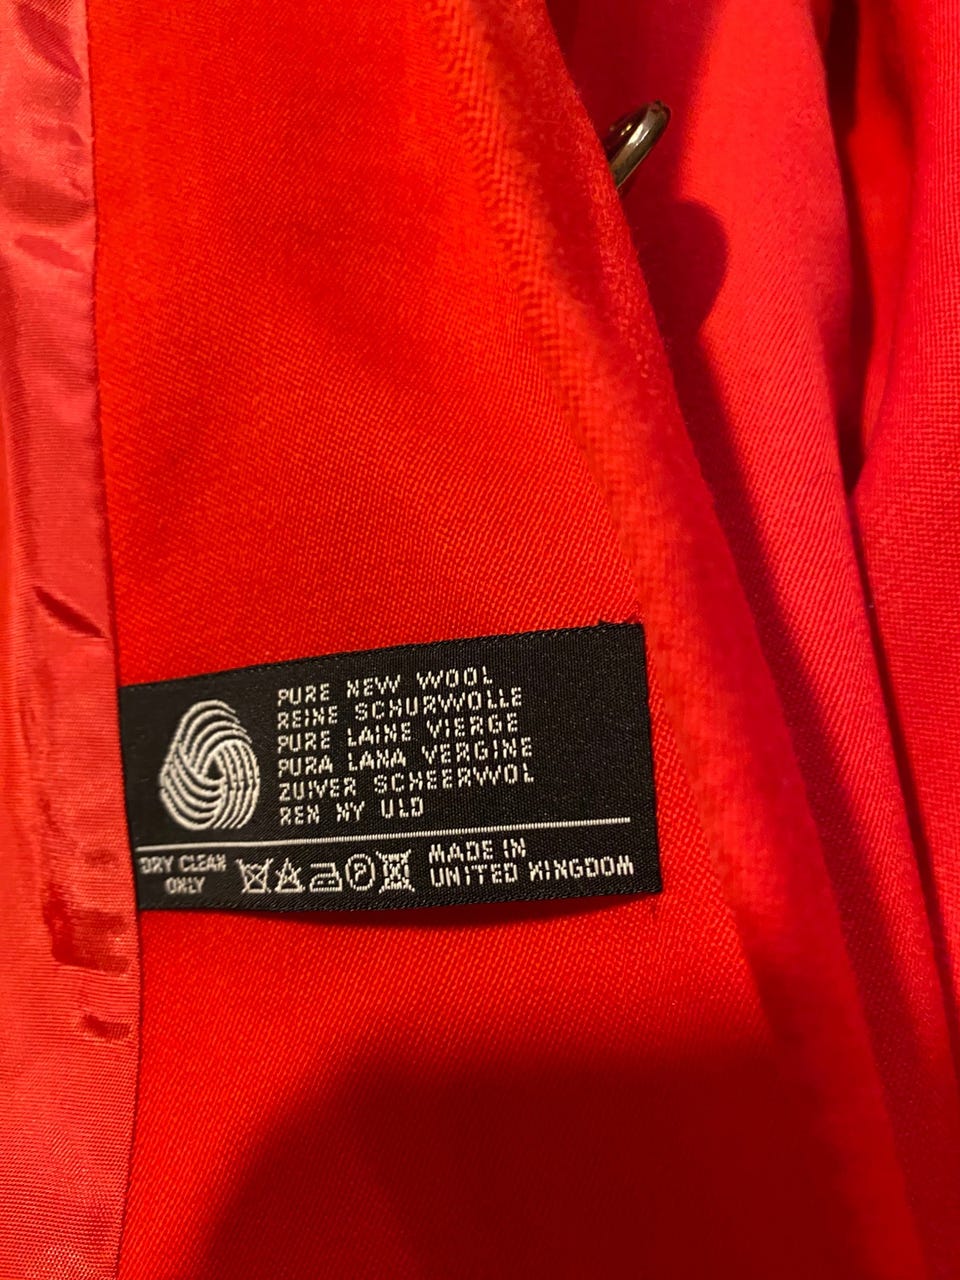 PURE NEW WOOL
REINE SCHURWOLLE
PURE LAINE VIERGE
PURA LANA VERGINE
ZUIVER SCHEERWOL
REN NY ULD
DRY CLEAN
ONLY
P
MADE IN
UNITED KINGDOM